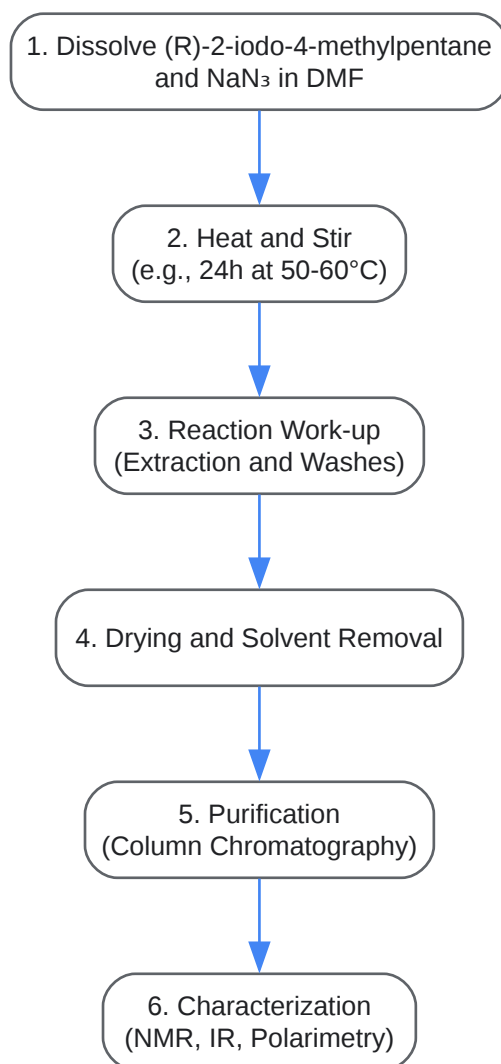 1. Dissolve (R)-2-iodo-4-methylpentane
and NaN₃ in DMF
2. Heat and Stir
(e.g., 24h at 50-60°C)
3. Reaction Work-up
(Extraction and Washes)
4. Drying and Solvent Removal
5. Purification
(Column Chromatography)
6. Characterization
(NMR, IR, Polarimetry)